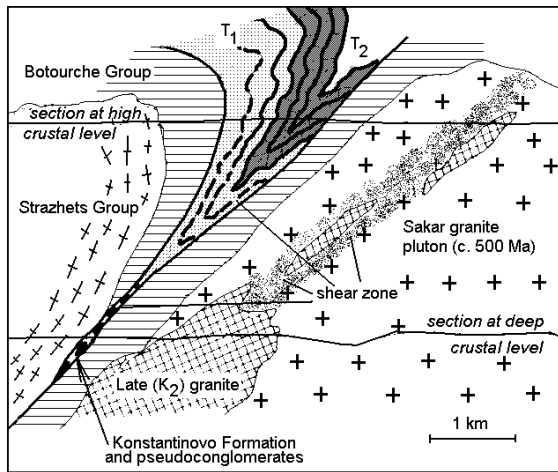 T1
T2
Botourche Group
section at high
crustal level
Strazhets Group
Sakar granite
pluton (c. 500 Ma)
shear zone
section at deep
crustal level
Late (K2) granite
1 km
Konstantinovo Formation
and pseudoconglomerates